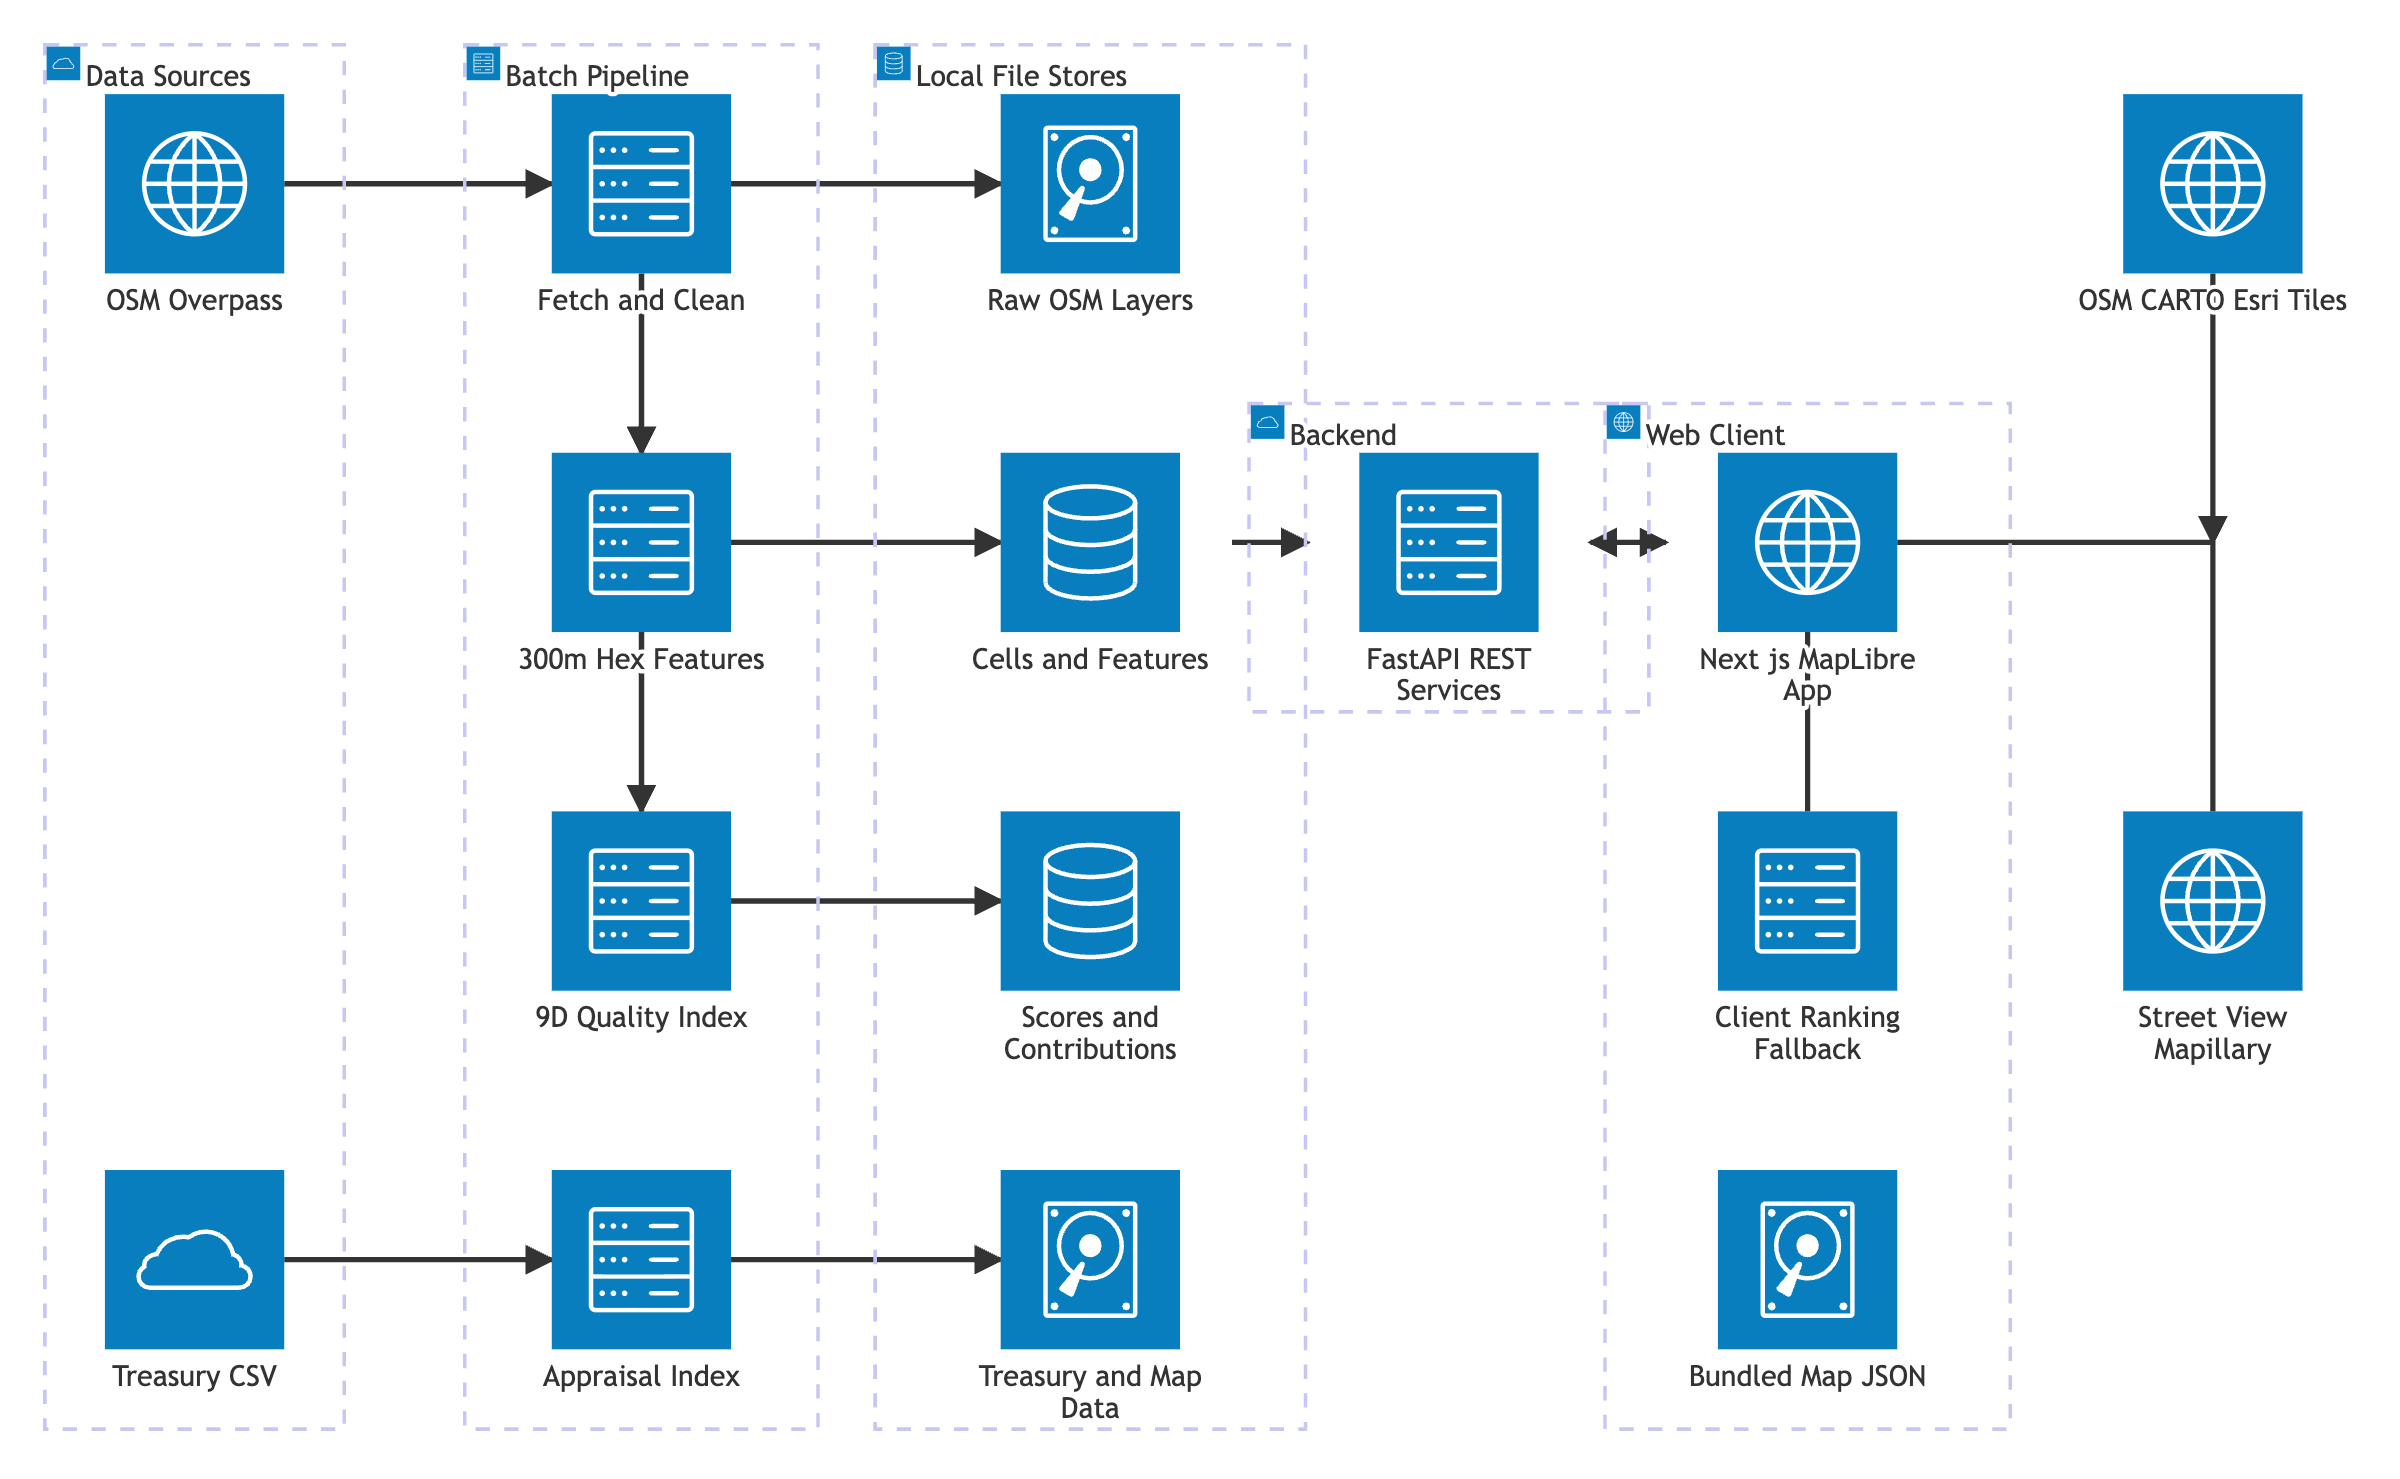 Data Sources
Batch Pipeline
Local File Stores
OSM Overpass
Fetch and Clean
Raw OSM Layers
OSM CARTO Esri Tiles
Backend
Web Client
300m Hex Features
Cells and Features
FastAPI REST
Services
Next js MapLibre
App
9D Quality Index
Scores and
Contributions
Client Ranking
Fallback
Street View
Mapillary
Treasury CSV
Appraisal Index
Treasury and Map
Data
Bundled Map JSON